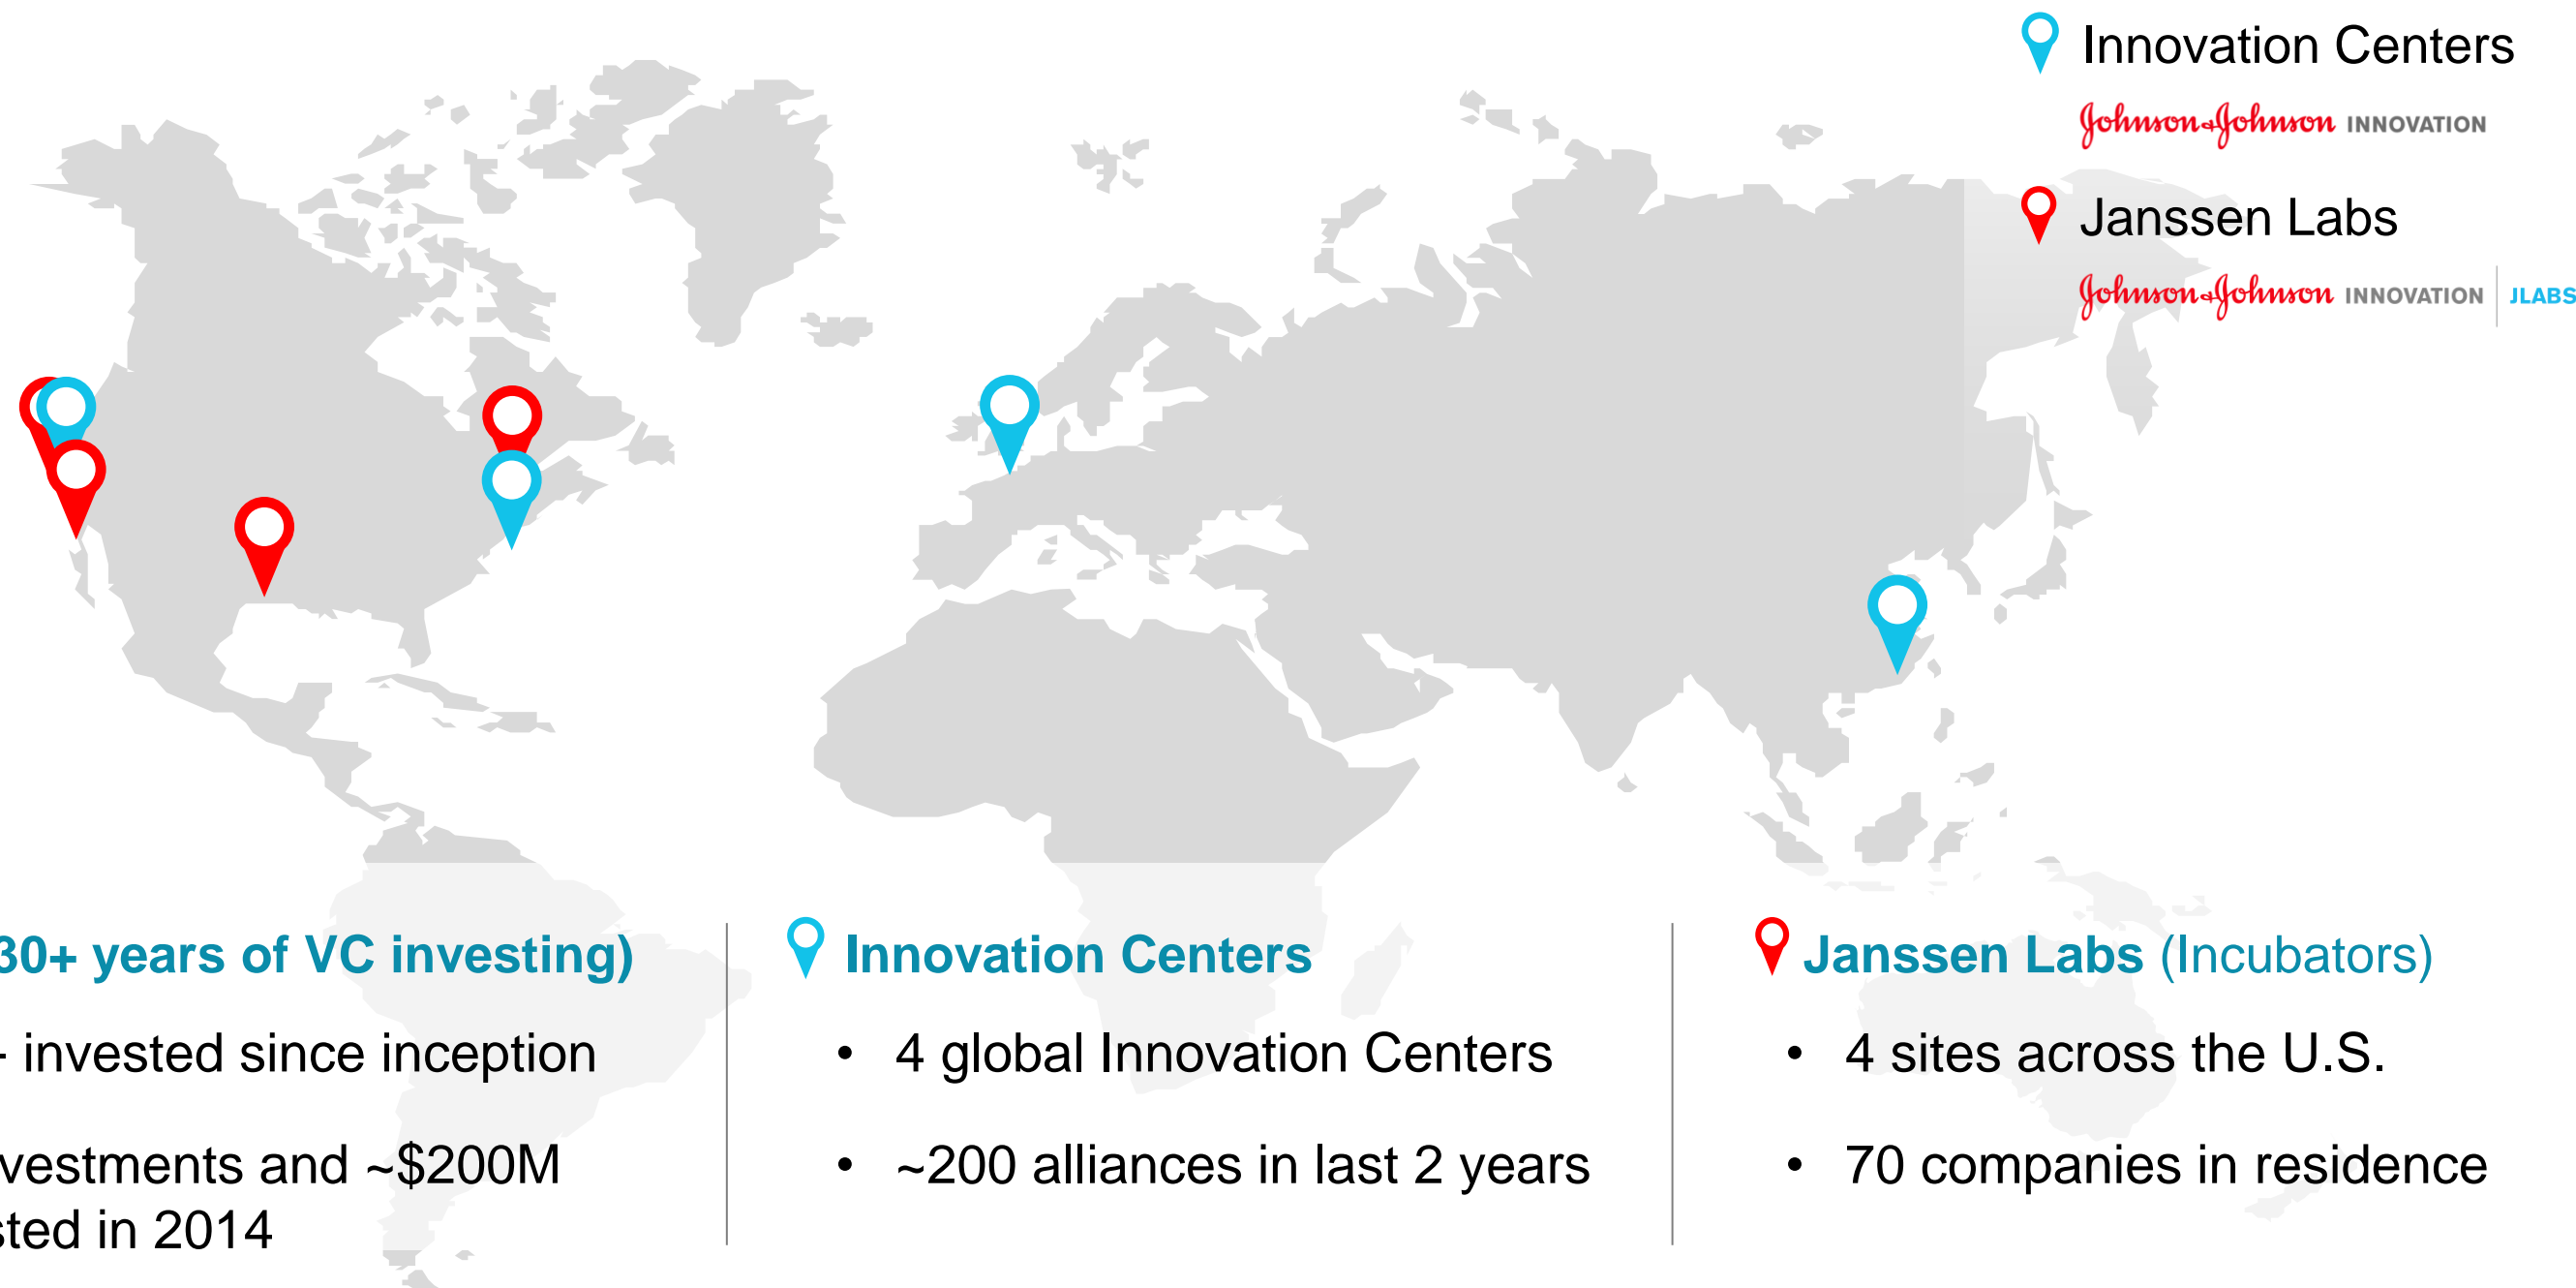 Innovation Centers
Johnson & Johnson INNOVATION
Janssen Labs
Johnson & Johnson INNOVATION JLABS
30+ years of VC investing)
invested since inception
vestments and ~$200M
sted in 2014
Innovation Centers
• 4 global Innovation Centers
• ~200 alliances in last 2 years
Janssen Labs (Incubators)
• 4 sites across the U.S.
• 70 companies in residence